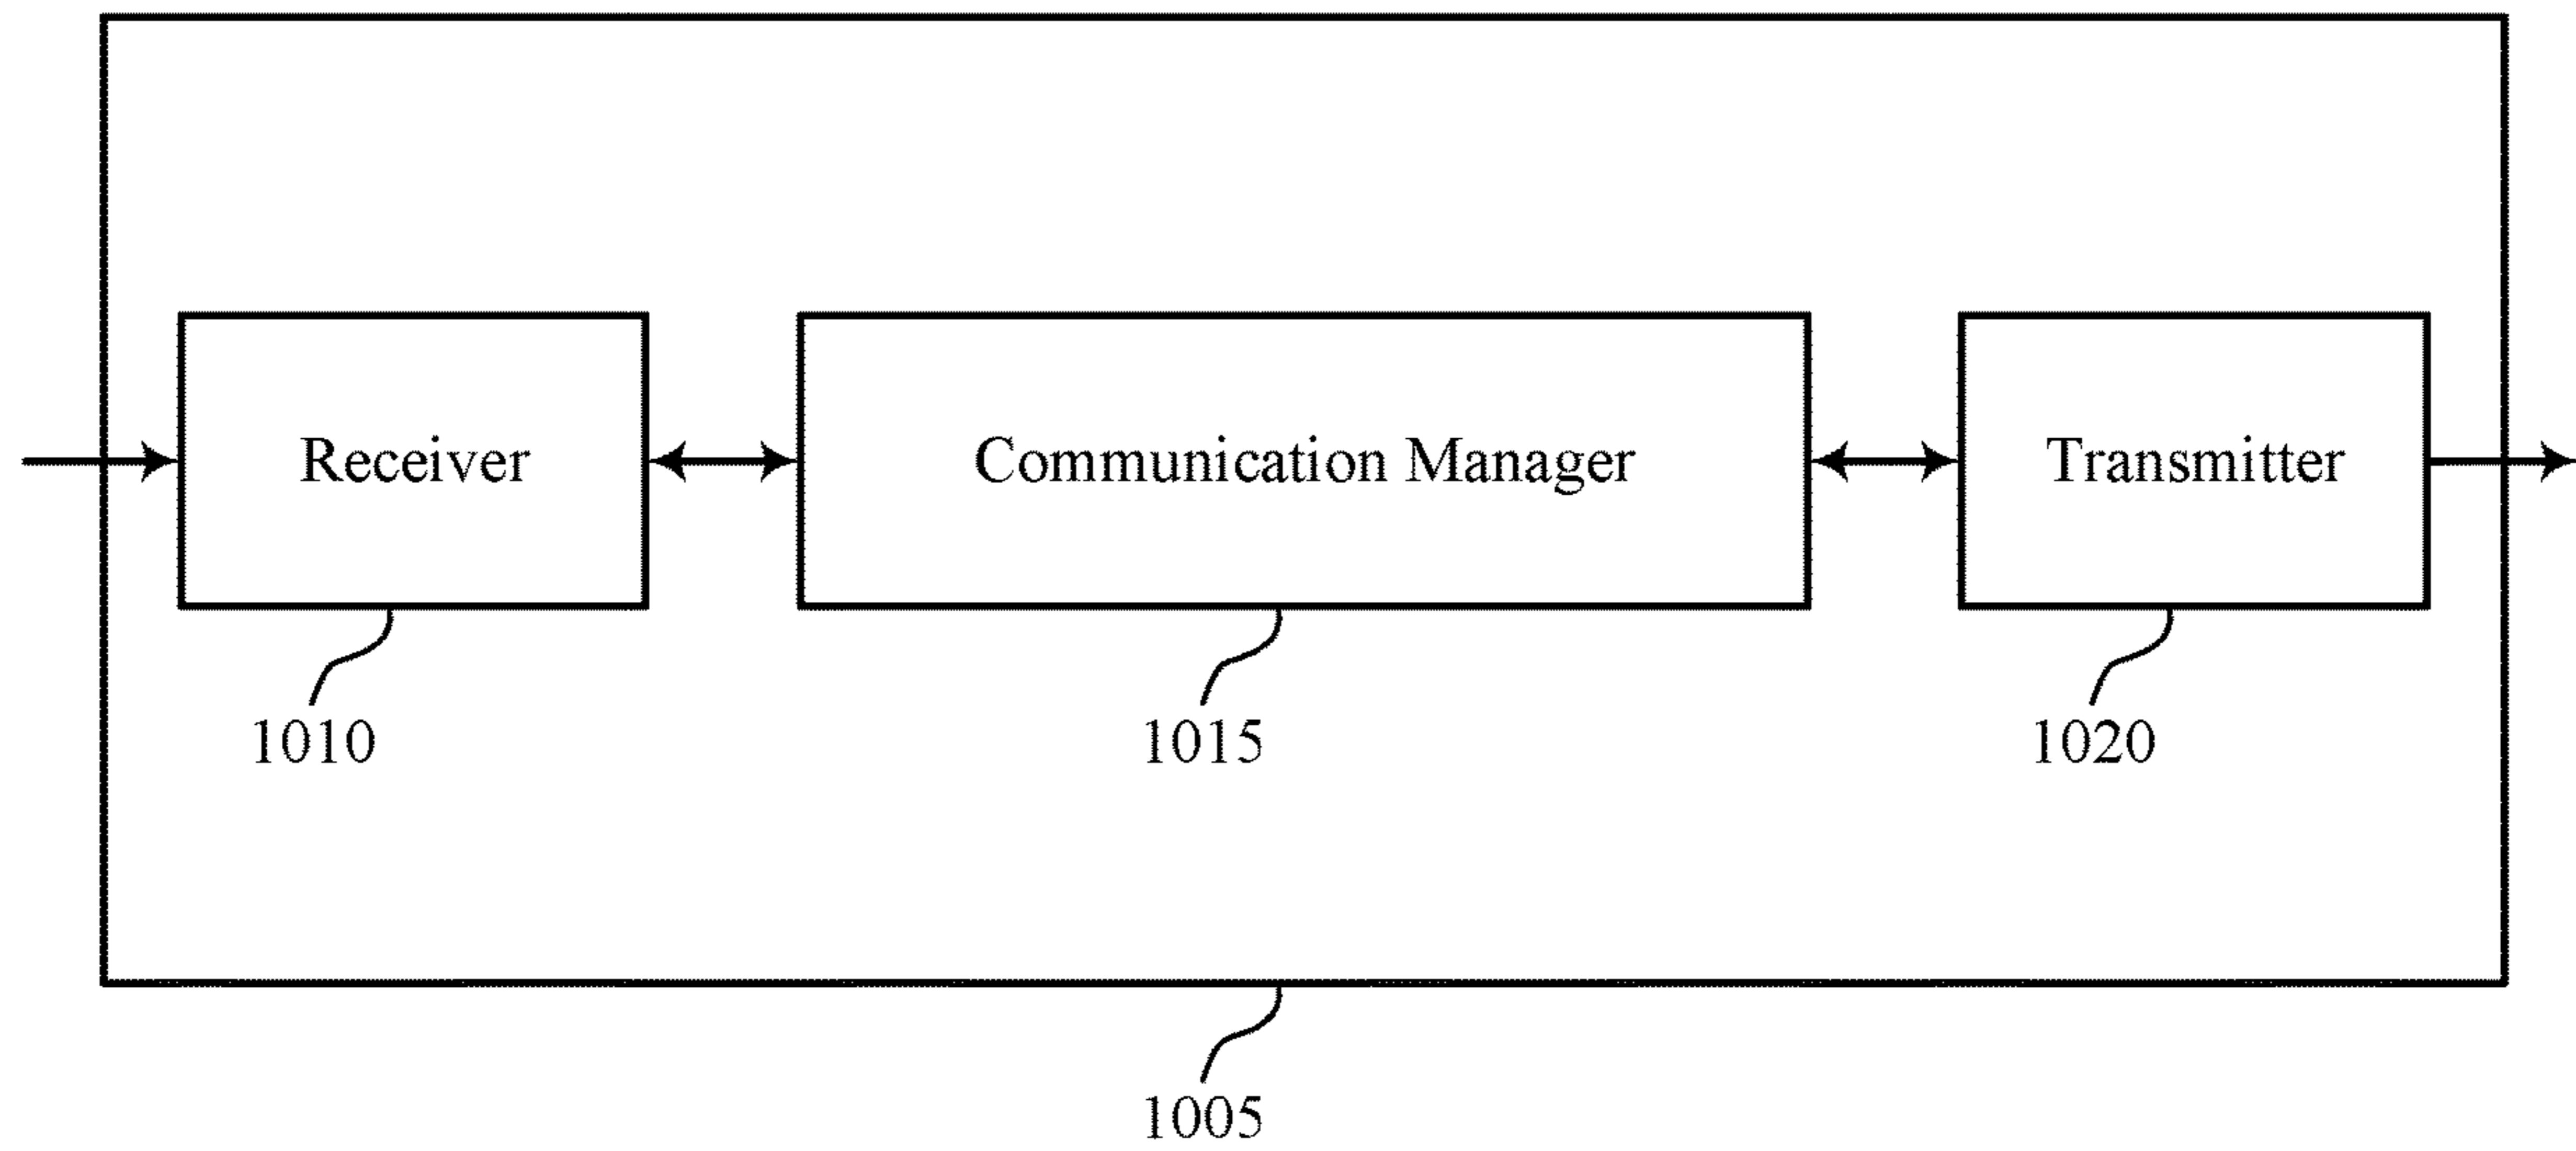 Receiver
Communication Manager
Transmitter
1010
1015
1020
1005